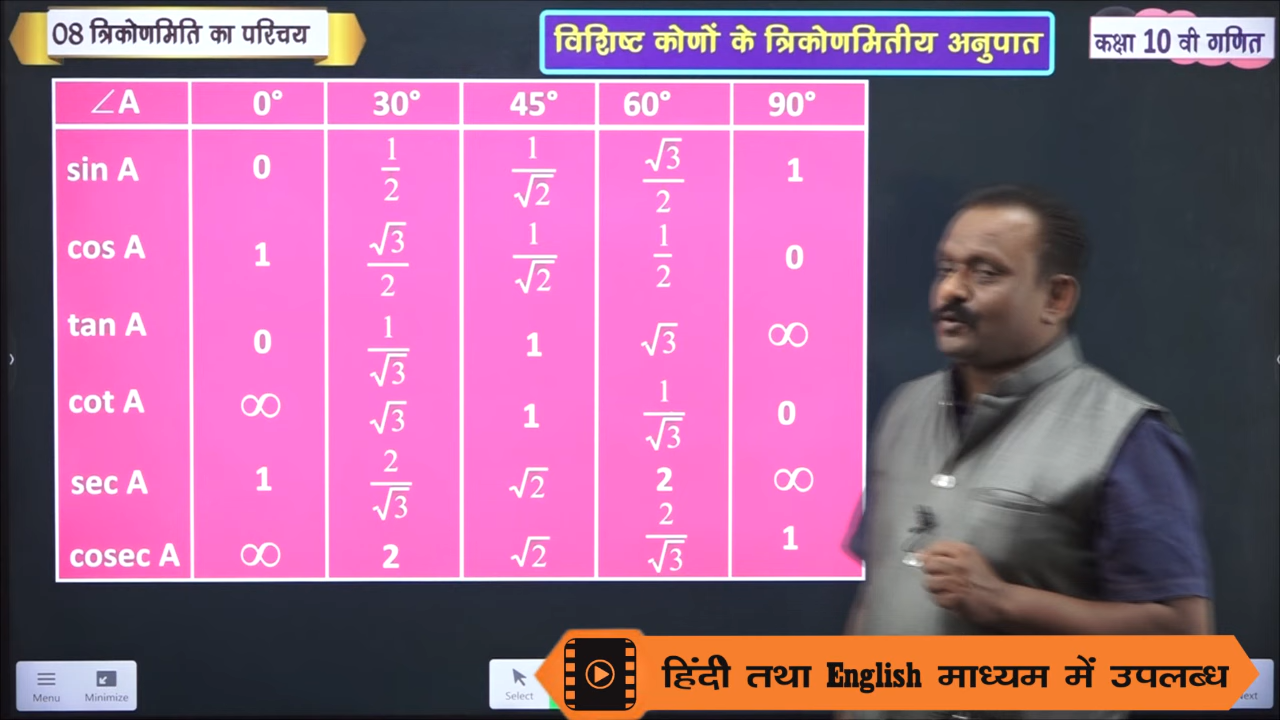 08 त्रिकोणमिति का परिचय
विशिष्ट कोणों के त्रिकोणमितीय अनुपात
कक्षा 10 वी गणित
∠A 0° 30° 45° 60° 90°
sin A 0 1/2 1/√2 √3/2 1
cos A 1 √3/2 1/√2 1/2 0
tan A 0 1/√3 1 √3 ∞
cot A ∞ √3 1 1/√3 0
sec A 1 2/√3 √2 2 ∞
cosec A ∞ 2 √2 2/√3 1
Menu Minimize Select
हिंदी तथा English माध्यम में उपलब्ध